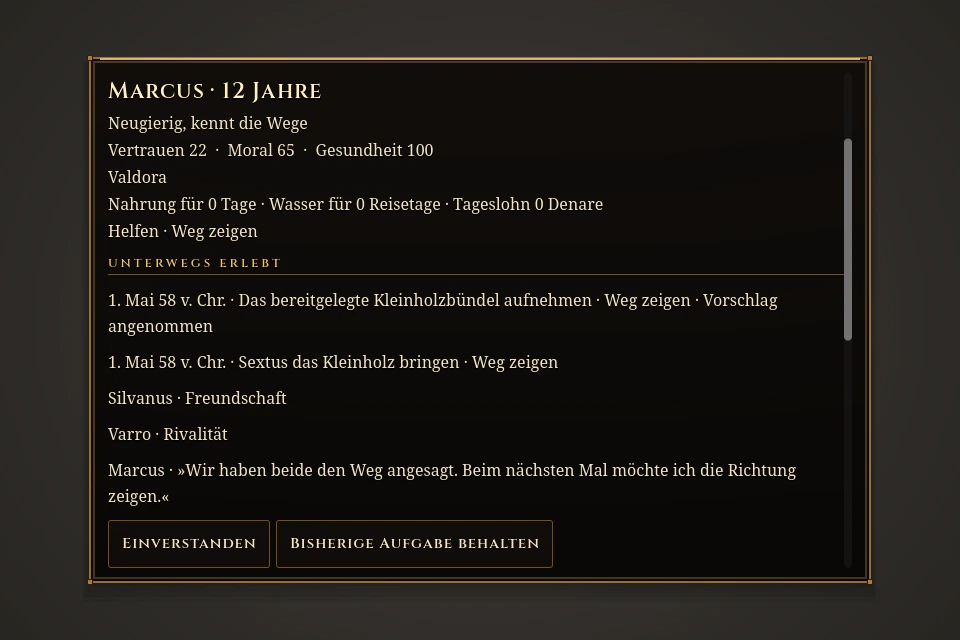 Marcus · 12 Jahre
Neugierig, kennt die Wege
Vertrauen 22 · Moral 65 · Gesundheit 100
Valdora
Nahrung für 0 Tage · Wasser für 0 Reisetage · Tageslohn 0 Denare
Helfen · Weg zeigen
UNTERWEGS ERLEBT
1. Mai 58 v. Chr. · Das bereitgelegte Kleinholzbündel aufnehmen · Weg zeigen · Vorschlag
angenommen
1. Mai 58 v. Chr. · Sextus das Kleinholz bringen · Weg zeigen
Silvanus · Freundschaft
Varro · Rivalität
Marcus · »Wir haben beide den Weg angesagt. Beim nächsten Mal möchte ich die Richtung
zeigen.«
Einverstanden
Bisherige Aufgabe behalten